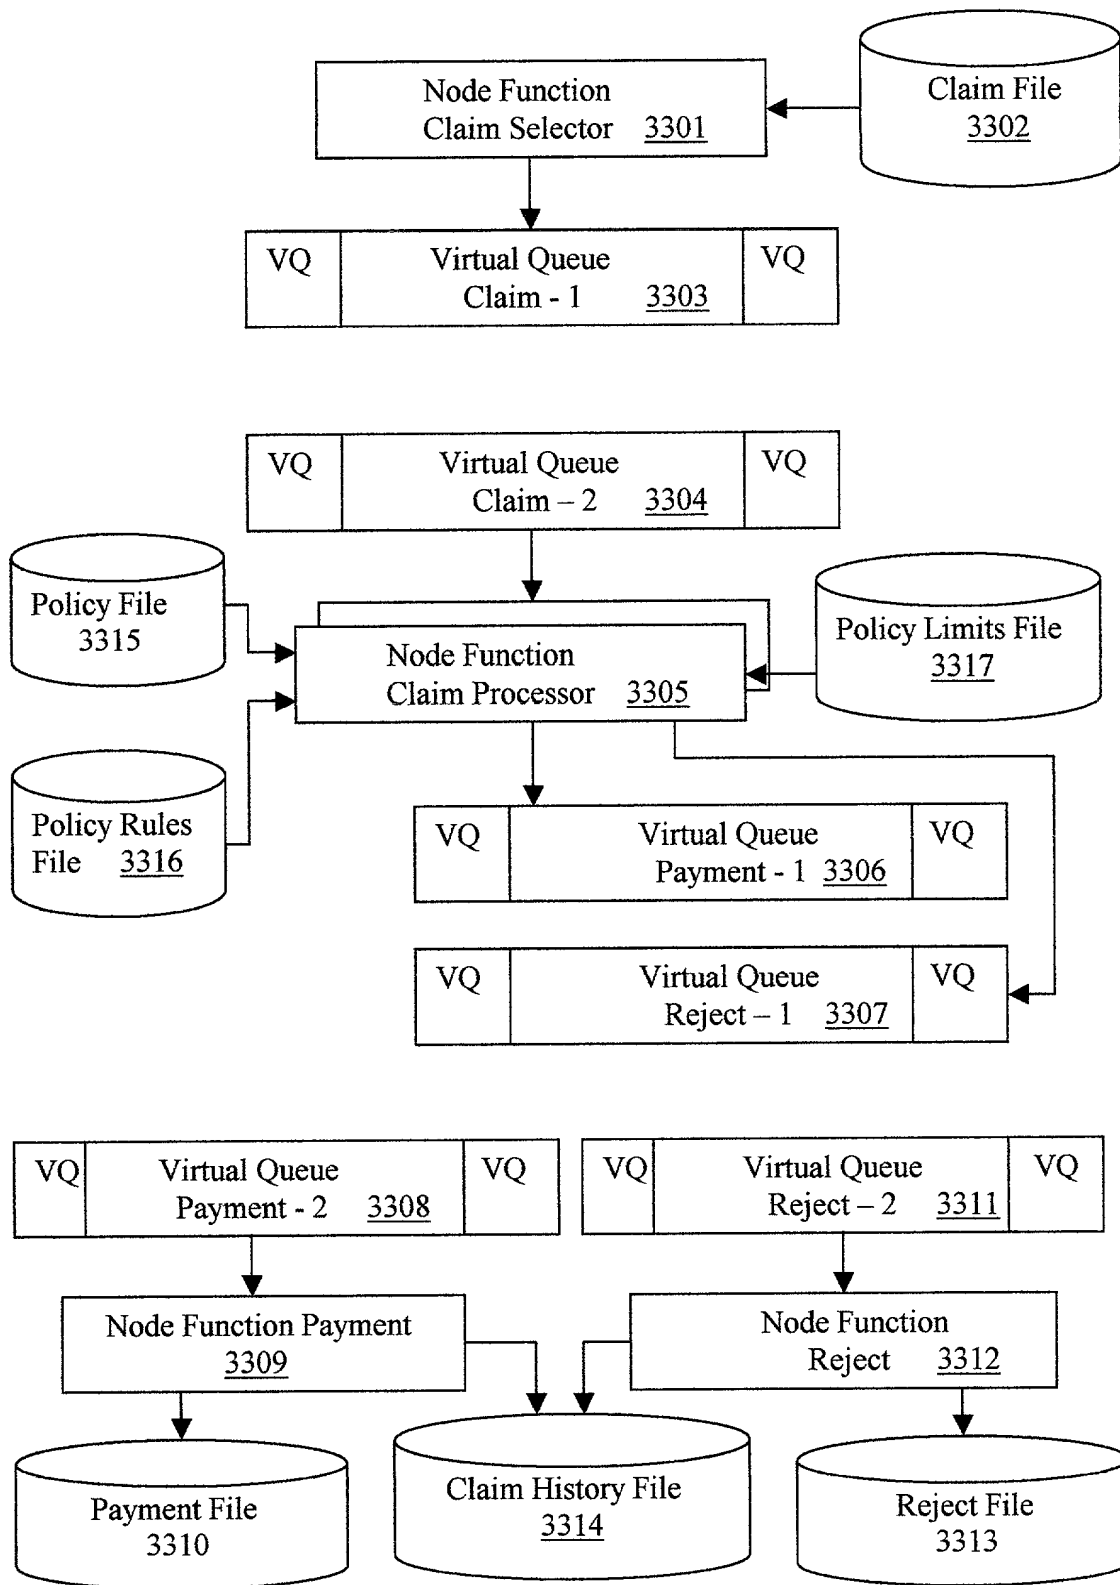 Node Function
Claim Selector 3301
Claim File
3302
VQ
Virtual Queue
Claim - 1 3303
VQ
VQ
Virtual Queue
Claim – 2 3304
VQ
Policy File
3315
Node Function
Claim Processor 3305
Policy Limits File
3317
Policy Rules
File 3316
VQ
Virtual Queue
Payment - 1 3306
VQ
VQ
Virtual Queue
Reject – 1 3307
VQ
VQ
Virtual Queue
Payment - 2 3308
VQ
VQ
Virtual Queue
Reject – 2 3311
VQ
Node Function Payment
3309
Node Function
Reject 3312
Payment File
3310
Claim History File
3314
Reject File
3313